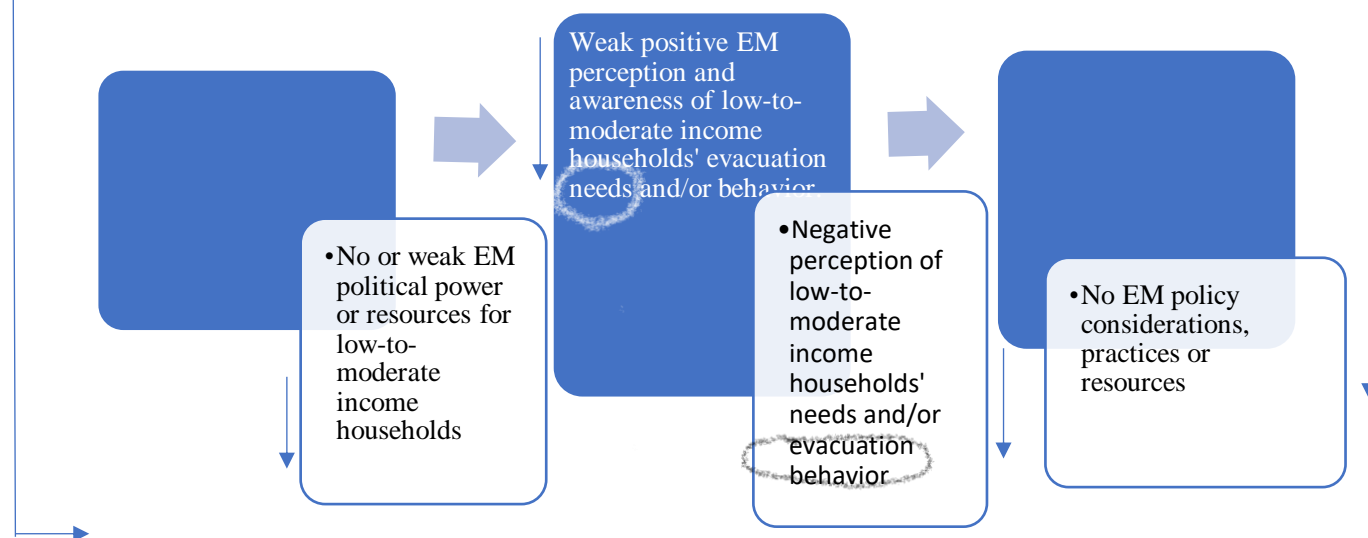 •No or weak EM
political power
or resources for
low-to-
moderate
income
households
Weak positive EM
perception and
awareness of low-to-
moderate income
households' evacuation
needs and/or behavior.
•Negative
perception of
low-to-
moderate
income
households'
needs and/or
evacuation
behavior
•No EM policy
considerations,
practices or
resources